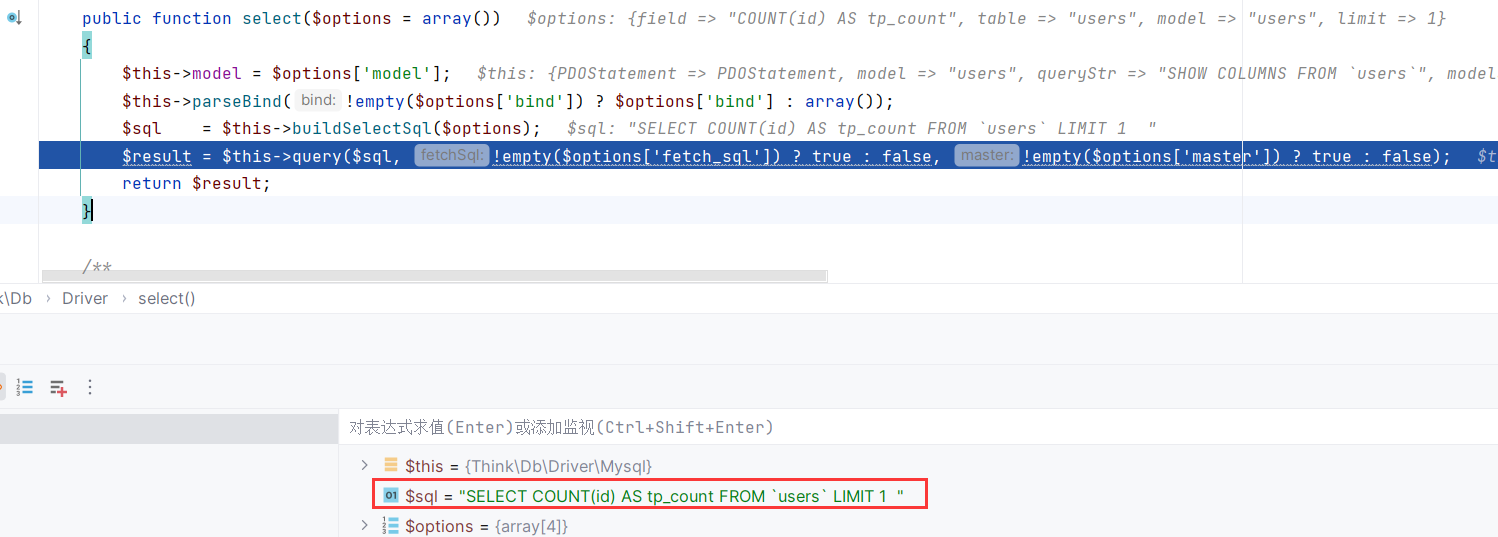 public function select($options = array())   $options: {field => "COUNT(id) AS tp_count", table => "users", model => "users", limit => 1}
{
$this->model = $options['model'];   $this: {PDOStatement => PDOStatement, model => "users", queryStr => "SHOW COLUMNS FROM `users`", model
$this->parseBind( bind: !empty($options['bind']) ? $options['bind'] : array());
$sql    = $this->buildSelectSql($options);   $sql: "SELECT COUNT(id) AS tp_count FROM `users` LIMIT 1  "
$result = $this->query($sql, fetchSql: !empty($options['fetch_sql']) ? true : false, master: !empty($options['master']) ? true : false);   $t
return $result;
}
/**
k\Db › Driver › select()
对表达式求值(Enter)或添加监视(Ctrl+Shift+Enter)
$this = {Think\Db\Driver\Mysql}
01 $sql = "SELECT COUNT(id) AS tp_count FROM `users` LIMIT 1  "
$options = {array[4]}